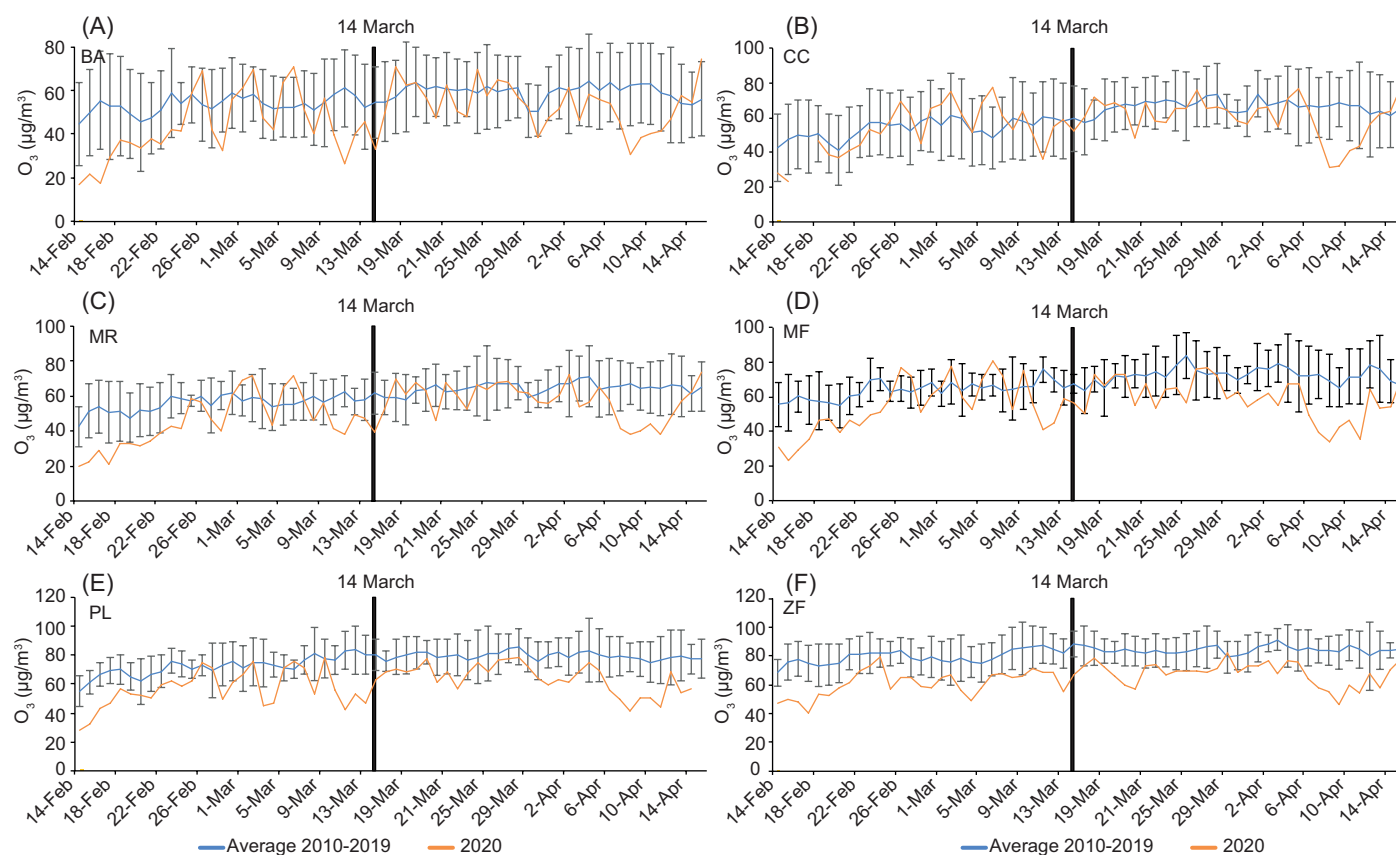 (A)
14 March
BA
O₃ (µg/m³)
80
60
40
20
0
14-Feb
18-Feb
22-Feb
26-Feb
1-Mar
5-Mar
9-Mar
13-Mar
19-Mar
21-Mar
25-Mar
29-Mar
2-Apr
6-Apr
10-Apr
14-Apr
(B)
14 March
CC
O₃ (µg/m³)
100
80
60
40
20
0
14-Feb
18-Feb
22-Feb
26-Feb
1-Mar
5-Mar
9-Mar
13-Mar
19-Mar
21-Mar
25-Mar
29-Mar
2-Apr
6-Apr
10-Apr
14-Apr
(C)
14 March
MR
O₃ (µg/m³)
100
80
60
40
20
0
14-Feb
18-Feb
22-Feb
26-Feb
1-Mar
5-Mar
9-Mar
13-Mar
19-Mar
21-Mar
25-Mar
29-Mar
2-Apr
6-Apr
10-Apr
14-Apr
(D)
14 March
MF
O₃ (µg/m³)
100
80
60
40
20
0
14-Feb
18-Feb
22-Feb
26-Feb
1-Mar
5-Mar
9-Mar
13-Mar
19-Mar
21-Mar
25-Mar
29-Mar
2-Apr
6-Apr
10-Apr
14-Apr
(E)
14 March
PL
O₃ (µg/m³)
120
100
80
60
40
20
0
14-Feb
18-Feb
22-Feb
26-Feb
1-Mar
5-Mar
9-Mar
13-Mar
19-Mar
21-Mar
25-Mar
29-Mar
2-Apr
6-Apr
10-Apr
14-Apr
Average 2010-2019 2020
(F)
14 March
ZF
O₃ (µg/m³)
120
100
80
60
40
20
0
14-Feb
18-Feb
22-Feb
26-Feb
1-Mar
5-Mar
9-Mar
13-Mar
19-Mar
21-Mar
25-Mar
29-Mar
2-Apr
6-Apr
10-Apr
14-Apr
Average 2010-2019 2020